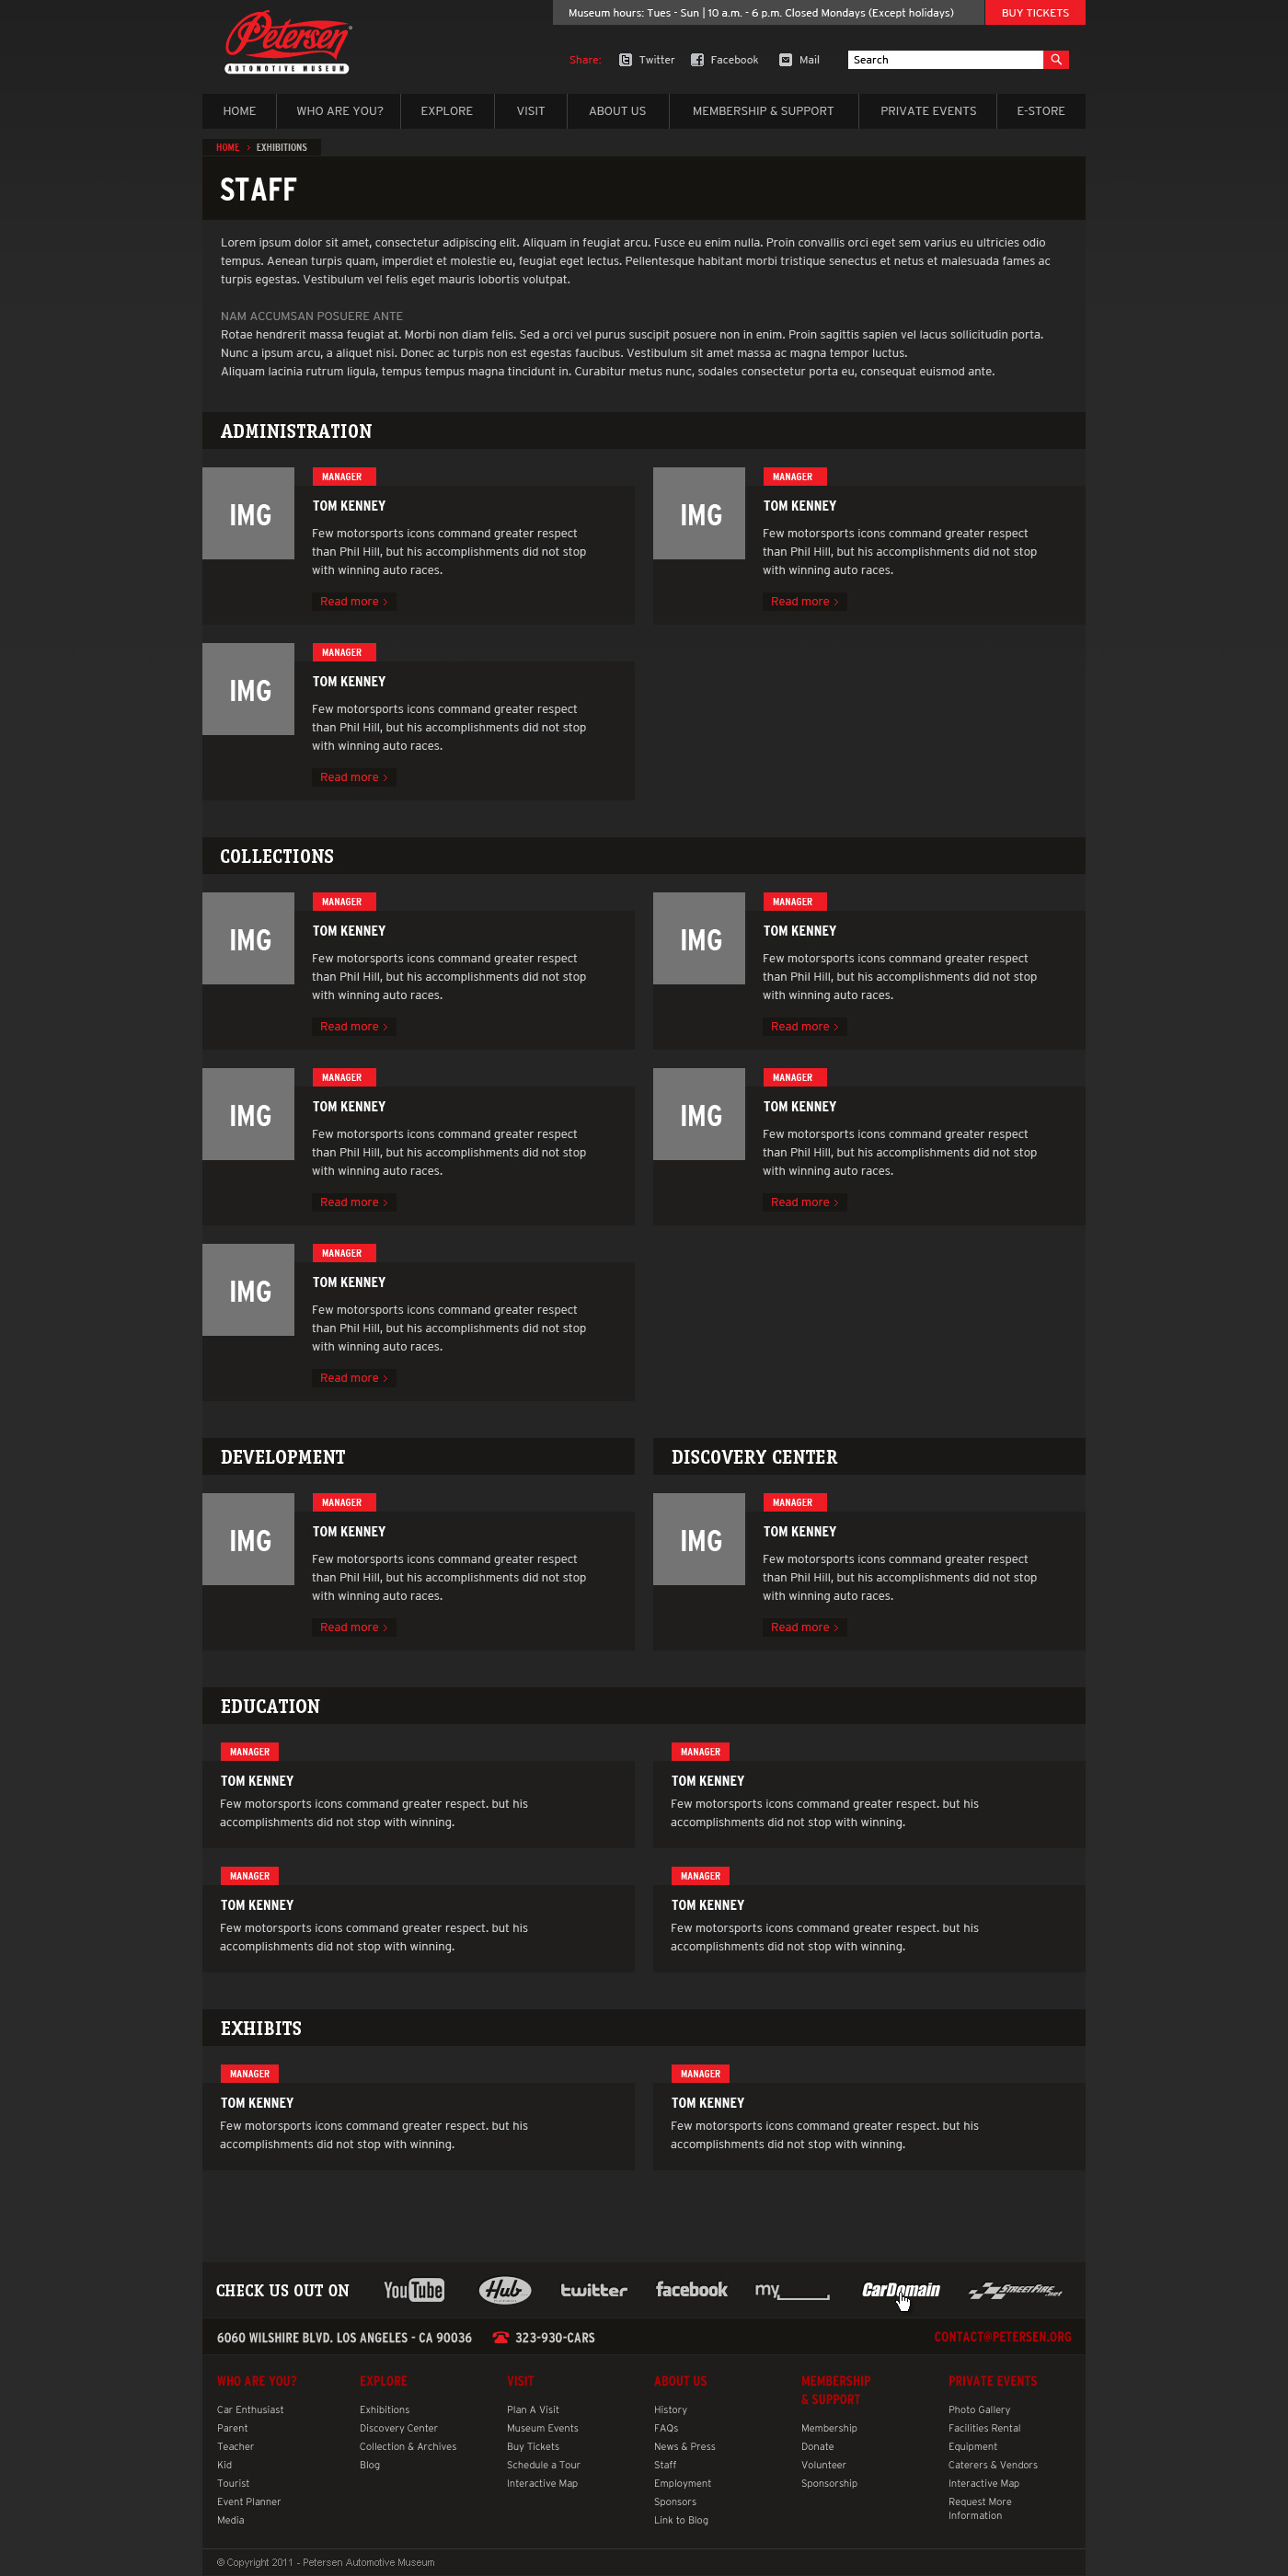 Petersen
AUTOMOTIVE MUSEUM
Museum hours: Tues - Sun | 10 a.m. - 6 p.m. Closed Mondays (Except holidays)
BUY TICKETS
Share:
Twitter
Facebook
Mail
Search
HOME
WHO ARE YOU?
EXPLORE
VISIT
ABOUT US
MEMBERSHIP & SUPPORT
PRIVATE EVENTS
E-STORE
HOME > EXHIBITIONS
STAFF
Lorem ipsum dolor sit amet, consectetur adipiscing elit. Aliquam in feugiat arcu. Fusce eu enim nulla. Proin convallis orci eget sem varius eu ultricies odio
tempus. Aenean turpis quam, imperdiet et molestie eu, feugiat eget lectus. Pellentesque habitant morbi tristique senectus et netus et malesuada fames ac
turpis egestas. Vestibulum vel felis eget mauris lobortis volutpat.
NAM ACCUMSAN POSUERE ANTE
Rotae hendrerit massa feugiat at. Morbi non diam felis. Sed a orci vel purus suscipit posuere non in enim. Proin sagittis sapien vel lacus sollicitudin porta.
Nunc a ipsum arcu, a aliquet nisi. Donec ac turpis non est egestas faucibus. Vestibulum sit amet massa ac magna tempor luctus.
Aliquam lacinia rutrum ligula, tempus tempus magna tincidunt in. Curabitur metus nunc, sodales consectetur porta eu, consequat euismod ante.
ADMINISTRATION
IMG
MANAGER
TOM KENNEY
Few motorsports icons command greater respect
than Phil Hill, but his accomplishments did not stop
with winning auto races.
Read more >
IMG
MANAGER
TOM KENNEY
Few motorsports icons command greater respect
than Phil Hill, but his accomplishments did not stop
with winning auto races.
Read more >
IMG
MANAGER
TOM KENNEY
Few motorsports icons command greater respect
than Phil Hill, but his accomplishments did not stop
with winning auto races.
Read more >
COLLECTIONS
IMG
MANAGER
TOM KENNEY
Few motorsports icons command greater respect
than Phil Hill, but his accomplishments did not stop
with winning auto races.
Read more >
IMG
MANAGER
TOM KENNEY
Few motorsports icons command greater respect
than Phil Hill, but his accomplishments did not stop
with winning auto races.
Read more >
IMG
MANAGER
TOM KENNEY
Few motorsports icons command greater respect
than Phil Hill, but his accomplishments did not stop
with winning auto races.
Read more >
IMG
MANAGER
TOM KENNEY
Few motorsports icons command greater respect
than Phil Hill, but his accomplishments did not stop
with winning auto races.
Read more >
IMG
MANAGER
TOM KENNEY
Few motorsports icons command greater respect
than Phil Hill, but his accomplishments did not stop
with winning auto races.
Read more >
DEVELOPMENT
IMG
MANAGER
TOM KENNEY
Few motorsports icons command greater respect
than Phil Hill, but his accomplishments did not stop
with winning auto races.
Read more >
DISCOVERY CENTER
IMG
MANAGER
TOM KENNEY
Few motorsports icons command greater respect
than Phil Hill, but his accomplishments did not stop
with winning auto races.
Read more >
EDUCATION
MANAGER
TOM KENNEY
Few motorsports icons command greater respect. but his
accomplishments did not stop with winning.
MANAGER
TOM KENNEY
Few motorsports icons command greater respect. but his
accomplishments did not stop with winning.
MANAGER
TOM KENNEY
Few motorsports icons command greater respect. but his
accomplishments did not stop with winning.
MANAGER
TOM KENNEY
Few motorsports icons command greater respect. but his
accomplishments did not stop with winning.
EXHIBITS
MANAGER
TOM KENNEY
Few motorsports icons command greater respect. but his
accomplishments did not stop with winning.
MANAGER
TOM KENNEY
Few motorsports icons command greater respect. but his
accomplishments did not stop with winning.
CHECK US OUT ON
YouTube
Hub
twitter
facebook
my
CarDomain
STREETFIRE.net
6060 WILSHIRE BLVD. LOS ANGELES - CA 90036
323-930-CARS
CONTACT@PETERSEN.ORG
WHO ARE YOU?
Car Enthusiast
Parent
Teacher
Kid
Tourist
Event Planner
Media
EXPLORE
Exhibitions
Discovery Center
Collection & Archives
Blog
VISIT
Plan A Visit
Museum Events
Buy Tickets
Schedule a Tour
Interactive Map
ABOUT US
History
FAQs
News & Press
Staff
Employment
Sponsors
Link to Blog
MEMBERSHIP
& SUPPORT
Membership
Donate
Volunteer
Sponsorship
PRIVATE EVENTS
Photo Gallery
Facilities Rental
Equipment
Caterers & Vendors
Interactive Map
Request More
Information
© Copyright 2011 - Petersen Automotive Museum